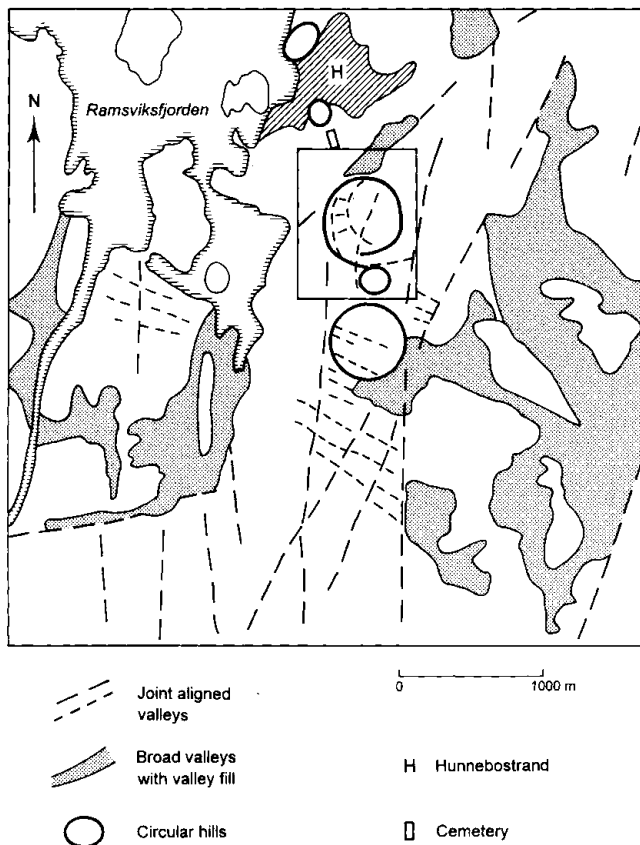 H
N
Ramsviksfjorden
Joint aligned
valleys
0 1000 m
Broad valleys
with valley fill
H Hunnebostrand
Circular hills
Cemetery